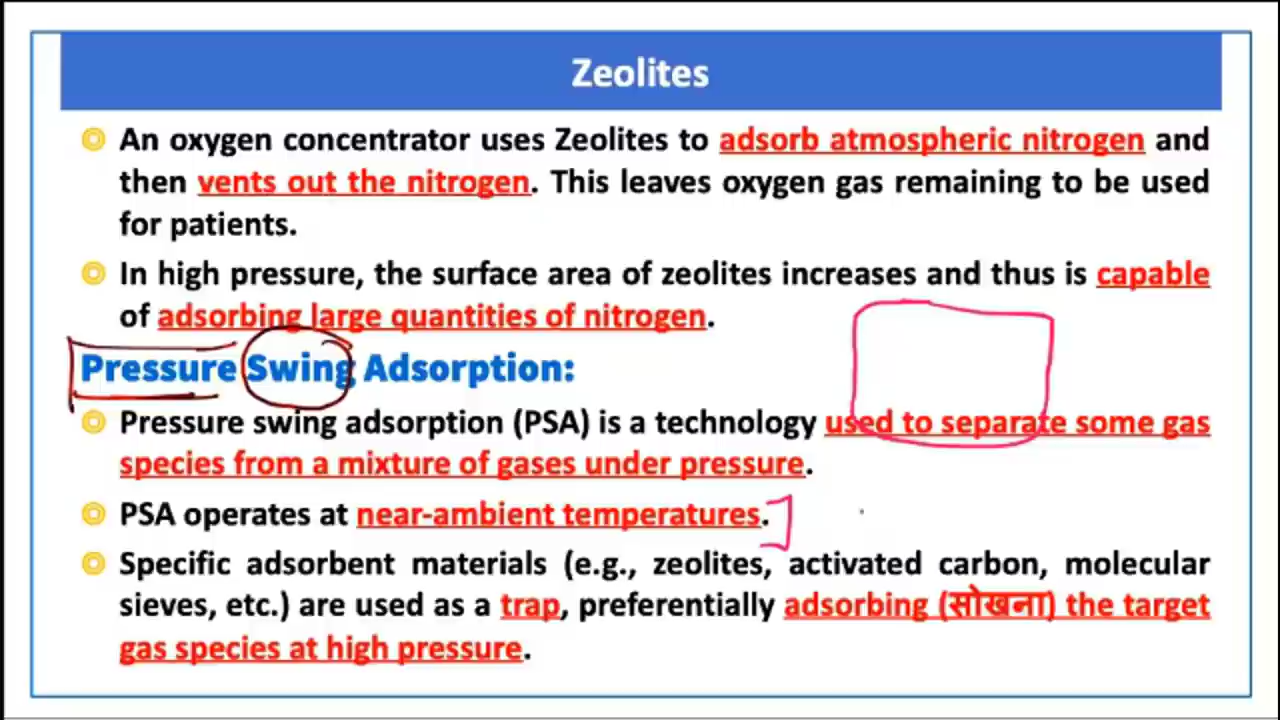 Zeolites
An oxygen concentrator uses Zeolites to adsorb atmospheric nitrogen and
then vents out the nitrogen. This leaves oxygen gas remaining to be used
for patients.
In high pressure, the surface area of zeolites increases and thus is capable
of adsorbing large quantities of nitrogen.
Pressure Swing Adsorption:
Pressure swing adsorption (PSA) is a technology used to separate some gas
species from a mixture of gases under pressure.
PSA operates at near-ambient temperatures.
Specific adsorbent materials (e.g., zeolites, activated carbon, molecular
sieves, etc.) are used as a trap, preferentially adsorbing (सोखना) the target
gas species at high pressure.